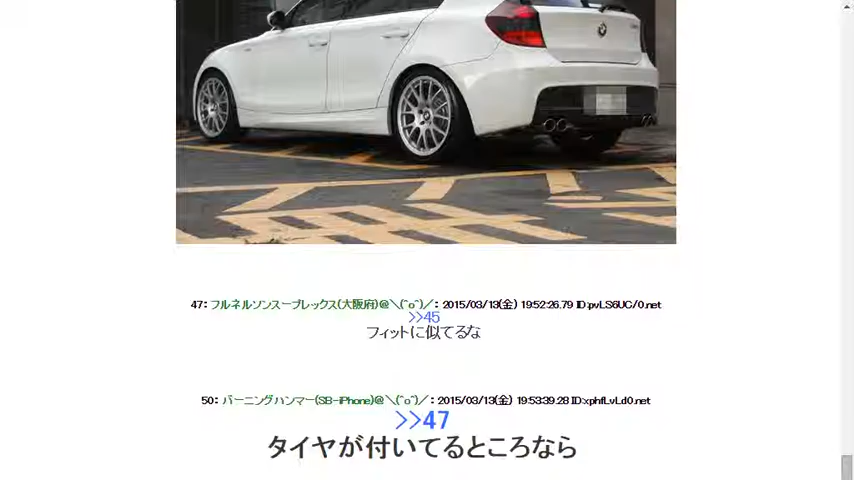 47: フルネルソンスープレックス(大阪府)@＼(^o^)／: 2015/03/13(金) 19:52:26.79 ID:pvLS6UC/0.net
>>45
フィットに似てるな
50: バーニングハンマー(SB-iPhone)@＼(^o^)／: 2015/03/13(金) 19:53:39.28 ID:xphfLvLd0.net
>>47
タイヤが付いてるところなら